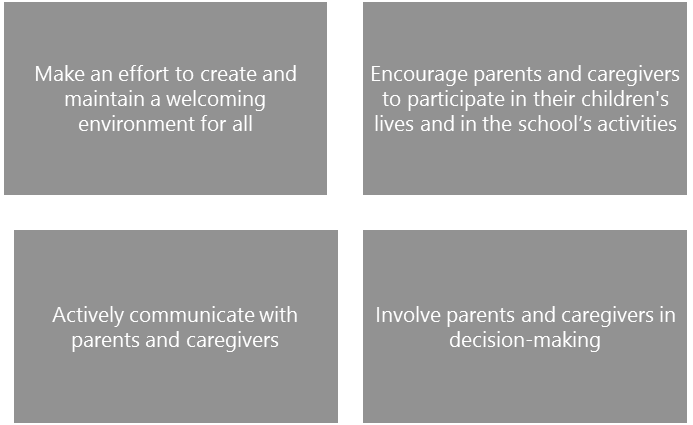 Make an effort to create and
maintain a welcoming
environment for all
Encourage parents and caregivers
to participate in their children's
lives and in the school’s activities
Actively communicate with
parents and caregivers
Involve parents and caregivers in
decision-making